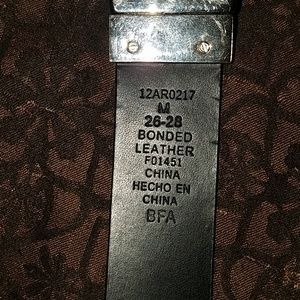 12AR0217
M
26-28
BONDED
LEATHER
F01451
CHINA
HECHO EN
CHINA
BFA